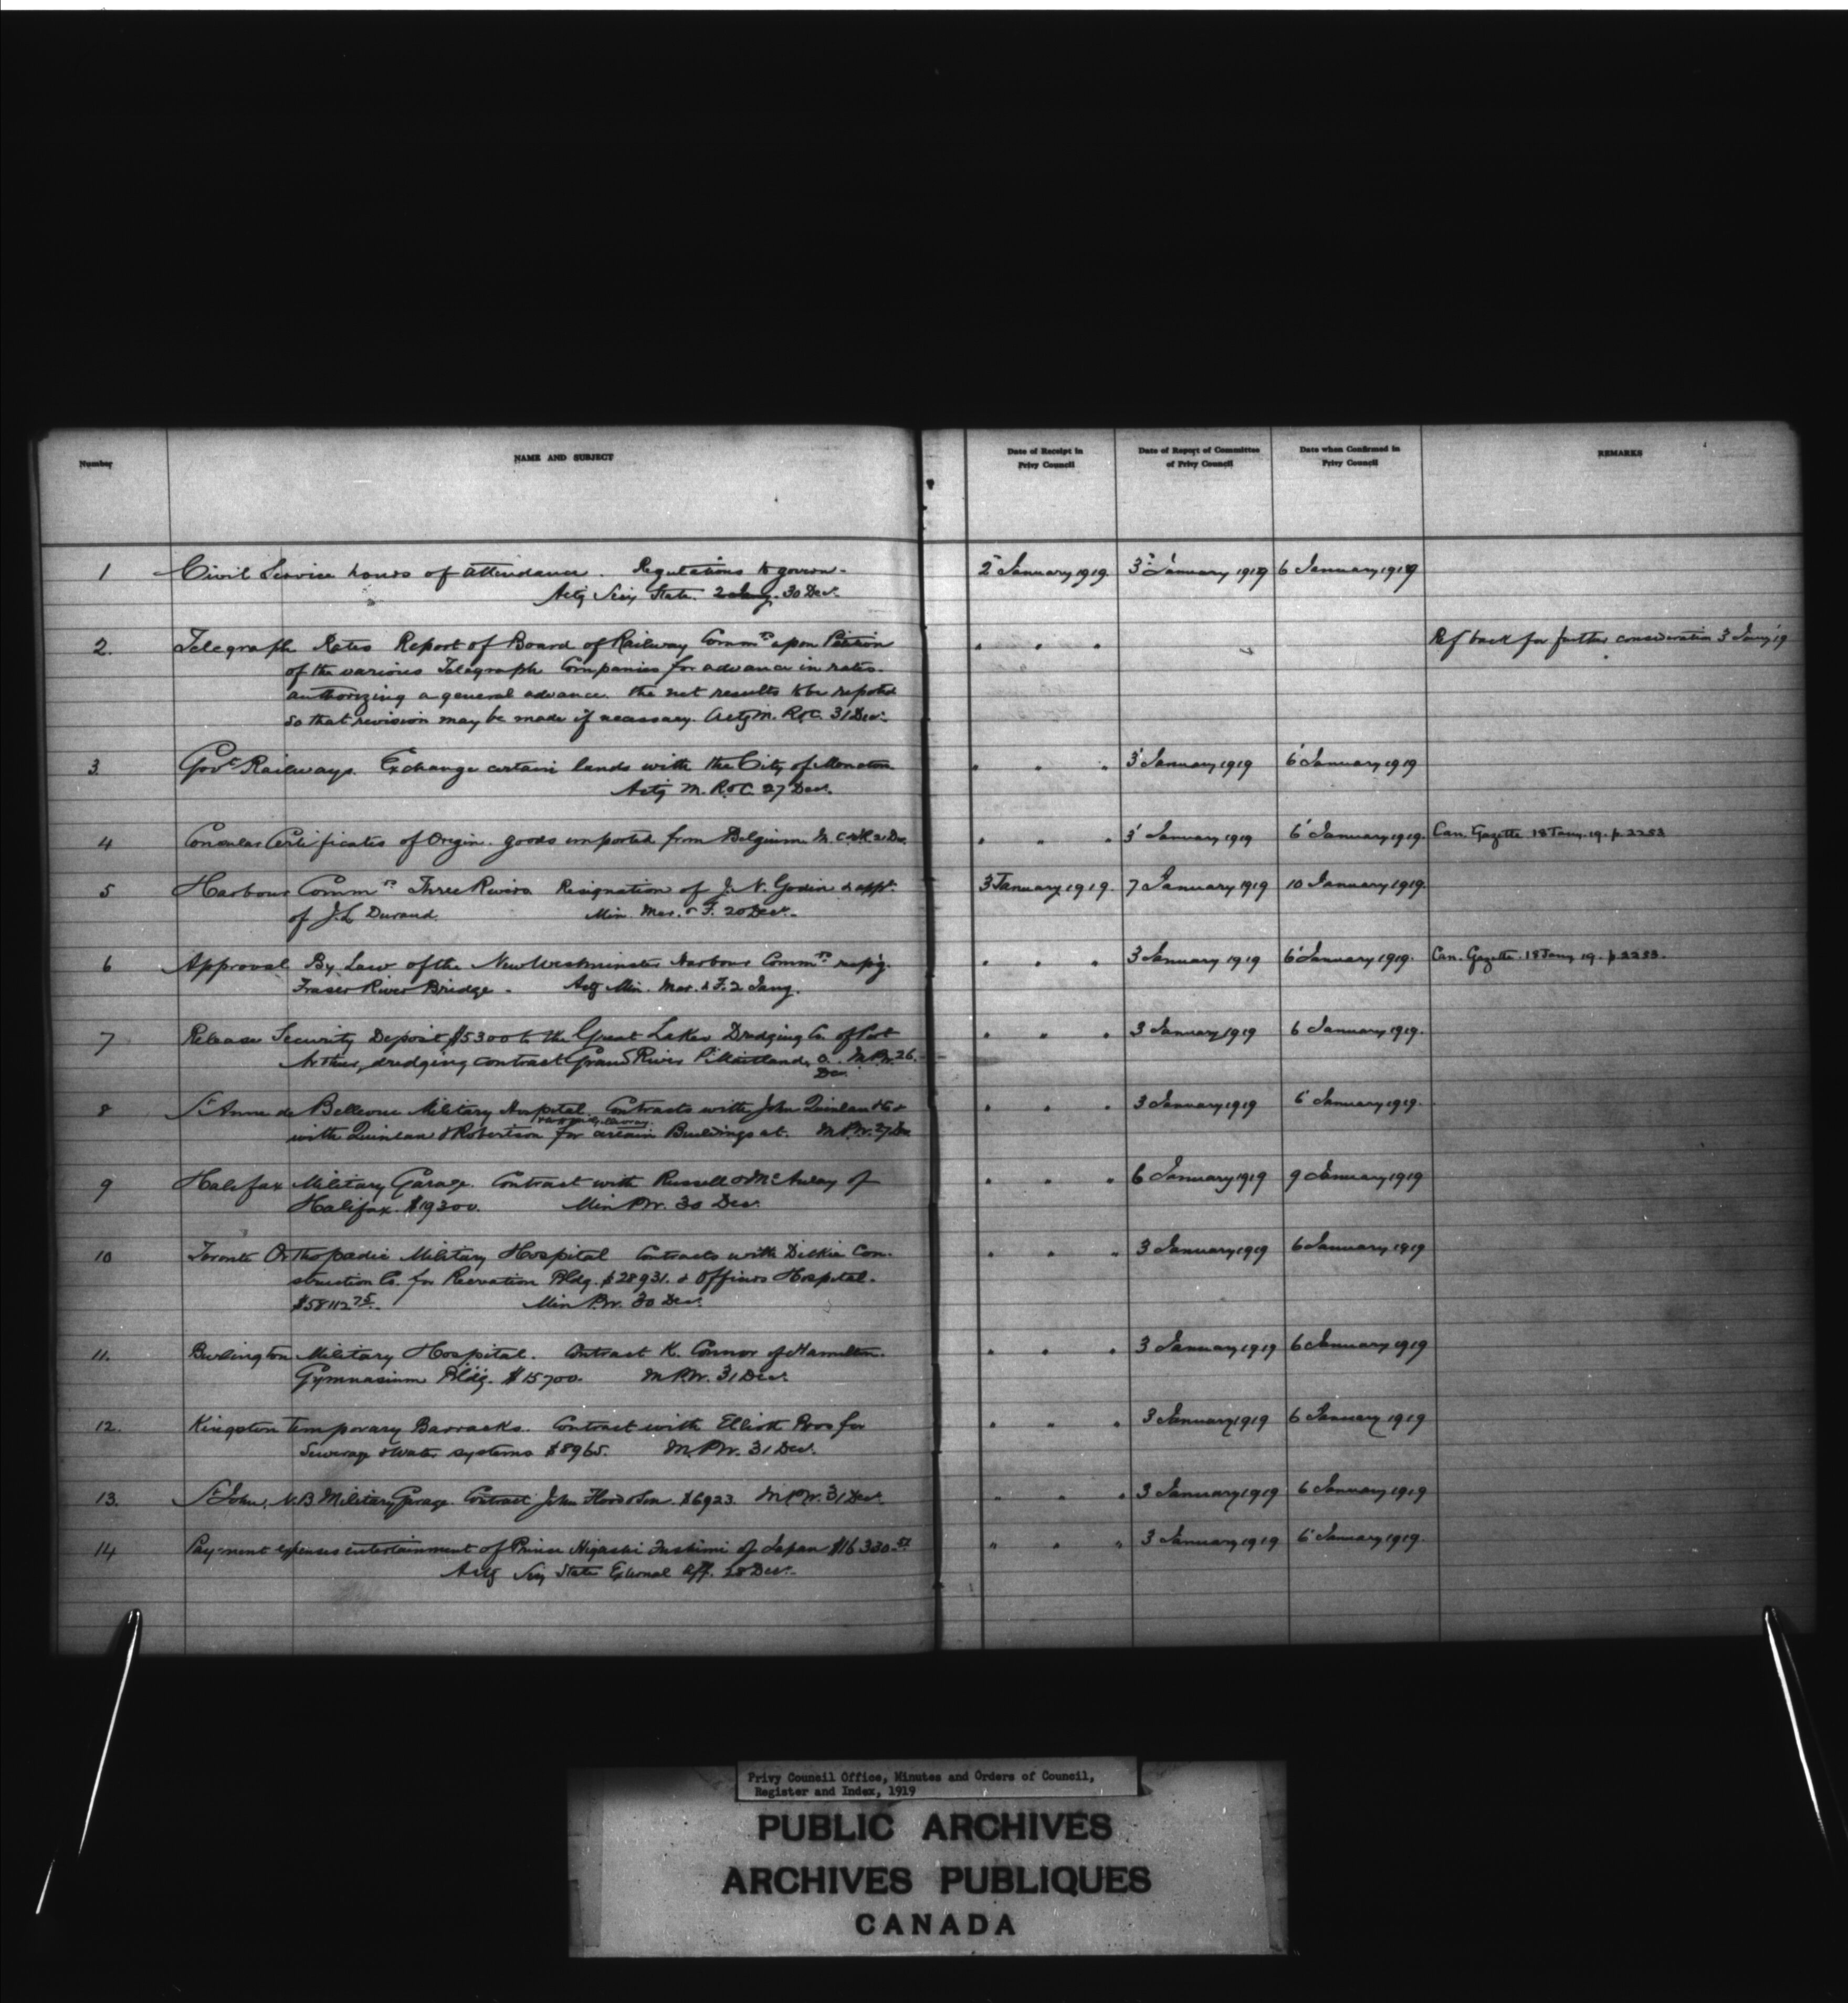 Number
NAME AND SUBJECT
Date of Receipt in
Privy Council
Date of Report of Committee
of Privy Council
Date when Confirmed in
Privy Council
REMARKS
1 Civil Service hours of attendance. Regulations to govern. 2 January 1919. 3 January 1919 6 January 1919
Actg Secy State. 30 Dec.
2. Telegraph Rates Report of Board of Railway Commrs upon Petition " " " Ref back for further consideration 3 Jany 19
of the various Telegraph Companies for advance in rates.
authorizing a general advance. the net results to be reported
so that revision may be made if necessary. Actg M. R&C. 31 Dec.
3. Govt Railways. Exchange certain lands with the City of Moncton " " " 3 January 1919 6 January 1919
Actg M. R&C. 27 Dec.
4 Consular Certificates of Origin. goods imported from Belgium M. C. Dec. " " " 3 January 1919 6 January 1919. Can. Gazette 18 Jany. 19. p. 2253
5 Harbour Commrs Three Rivers Resignation of J. N. Godin & appt. 3 January 1919. 7 January 1919 10 January 1919.
of J. L. Durand Min. Mar. & F. 20 Dec.
6 Approval By Law of the New Westminster Harbour Commrs respg. " " " 3 January 1919 6 January 1919. Can. Gazette. 18 Jany 19. p 2253.
Fraser River Bridge. Actg Min. Mar. & F. 2 Jany.
7 Release Security Deposit $5300 to the Great Lakes Dredging Co. of Port " " " 3 January 1919 6 January 1919.
Arthur, dredging contract Grand River Pt Maitland, O. M.P.W. 26.
Dec.
8 St Anne de Bellevue Military Hospital. Contracts with John Quinlan & Co & " " " 3 January 1919 6 January 1919.
with Quinlan & Robertson for certain Buildings at. M.P.W. 27 Dec
9 Halifax Military Garage. Contract with Russell & McAulay of " " " 6 January 1919 9 January 1919
Halifax. $19300. Min P.W. 30 Dec.
10 Toronto Orthopaedic Military Hospital Contracts with Dickie Con- " " " 3 January 1919 6 January 1919
struction Co. for Recreation Bldg. $28931. & Officers Hospital.
$58112.75. Min P.W. 30 Dec.
11. Burlington Military Hospital. Contract K. Connor of Hamilton. " " " 3 January 1919 6 January 1919
Gymnasium Bldg. $15700. M P.W. 31 Dec.
12. Kingston Temporary Barracks. Contract with Elliott Bros for " " " 3 January 1919 6 January 1919
Sewerage & Water systems $8965. M.P.W. 31 Dec.
13. St John, N.B Military Garage. Contract John Flood & Son. $6923. M.P.W. 31 Dec. " " " 3 January 1919 6 January 1919
14 Payment expenses entertainment of Prince Higashi Fushimi of Japan $16330. " " " 3 January 1919 6 January 1919.
Actg Secy State External Aff. 28 Dec.
Privy Council Office, Minutes and Orders of Council,
Register and Index, 1919
PUBLIC ARCHIVES
ARCHIVES PUBLIQUES
CANADA